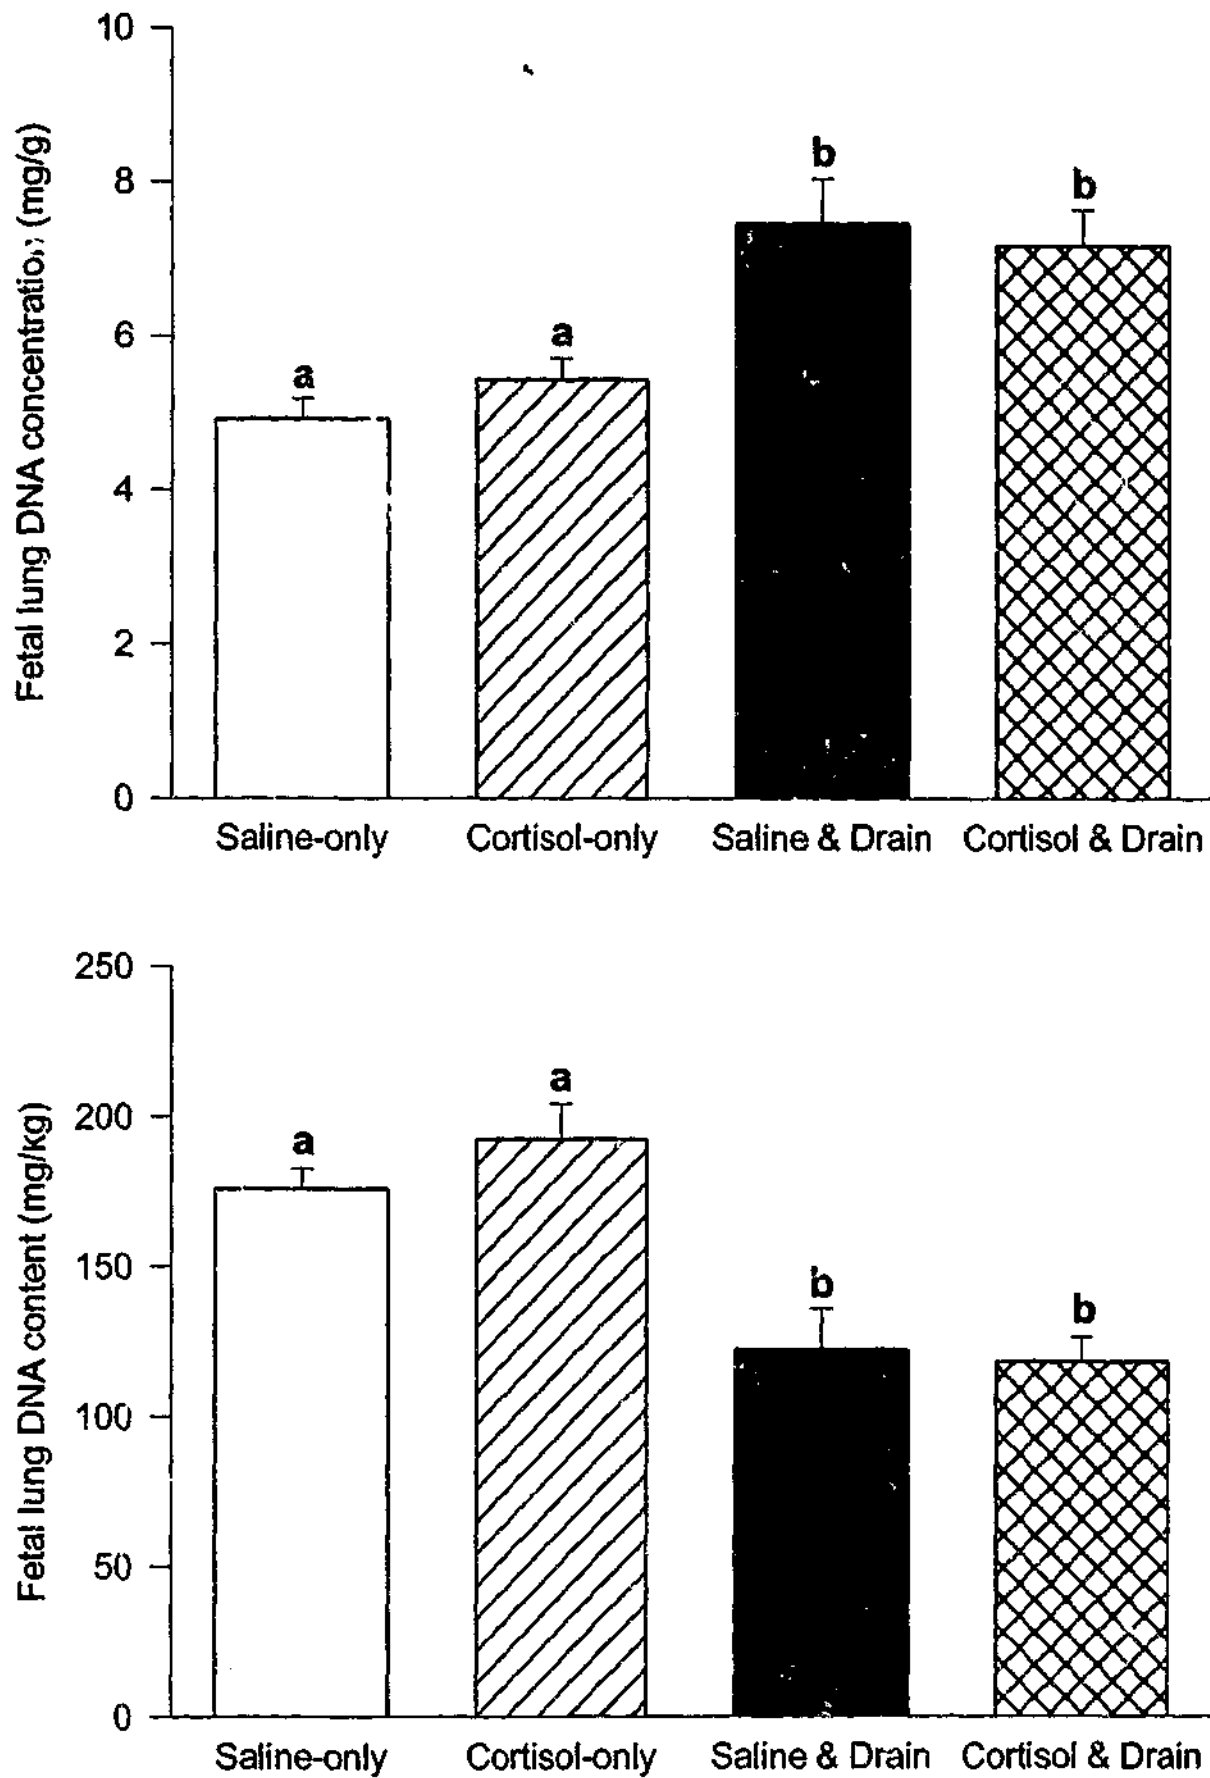 Fetal lung DNA concentration (mg/g)
10
8
6
4
2
0
a
a
b
b
Saline-only Cortisol-only Saline & Drain Cortisol & Drain
Fetal lung DNA content (mg/kg)
250
200
150
100
50
0
a
a
b
b
Saline-only Cortisol-only Saline & Drain Cortisol & Drain